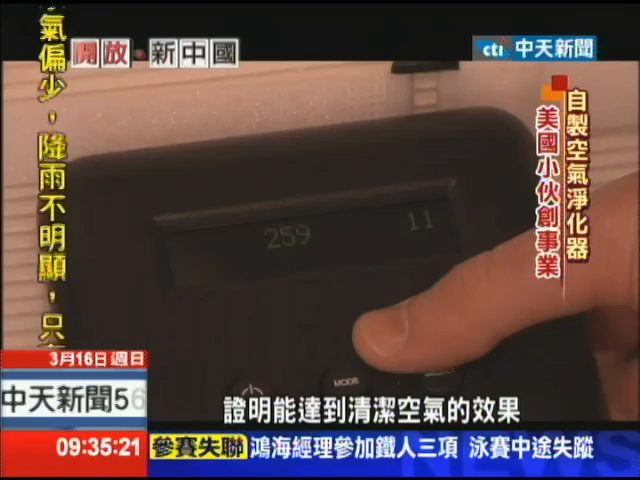 開放新中國
cti 中天新聞
氣偏少，降雨不明顯，只
自製空氣淨化器
美國小伙創事業
259 11
MODE
3月16日週日
中天新聞5
證明能達到清潔空氣的效果
09:35:21
參賽失聯 鴻海經理參加鐵人三項 泳賽中途失蹤
NEWS